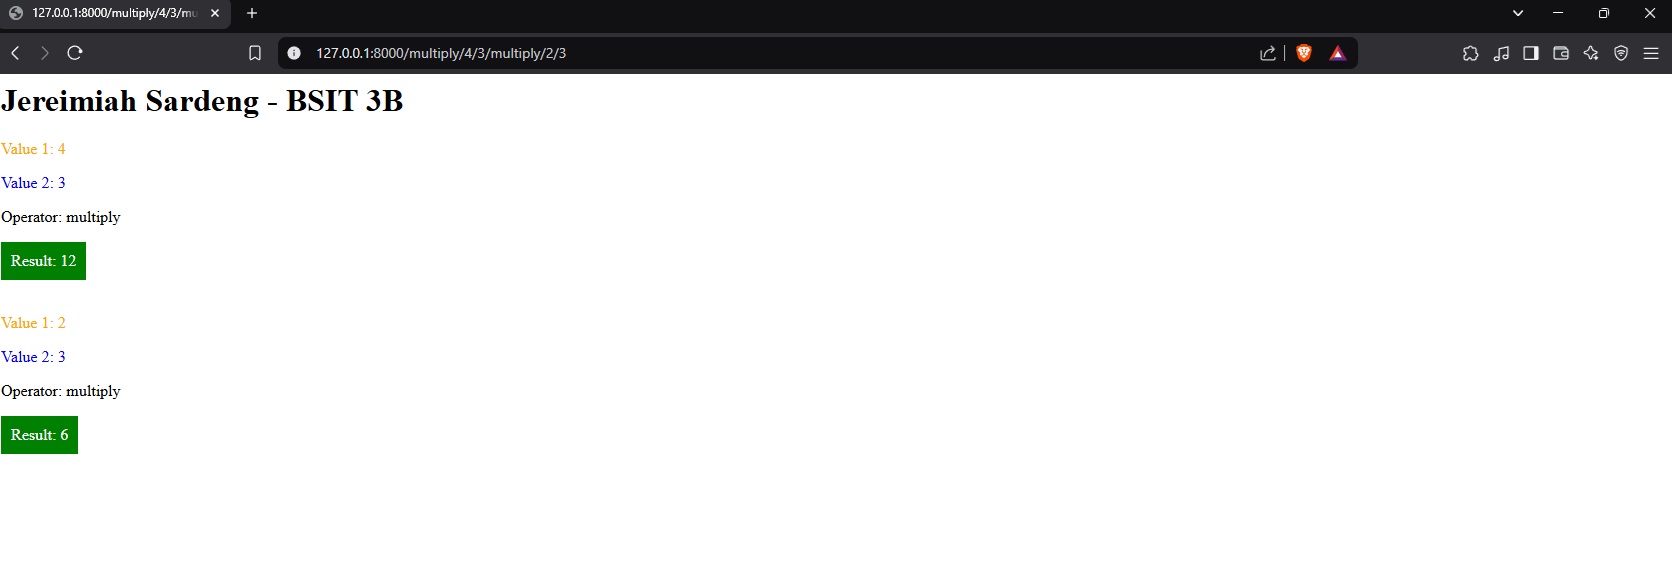 127.0.0.1:8000/multiply/4/3/mu
127.0.0.1:8000/multiply/4/3/multiply/2/3
Jereimiah Sardeng - BSIT 3B
Value 1: 4
Value 2: 3
Operator: multiply
Result: 12
Value 1: 2
Value 2: 3
Operator: multiply
Result: 6